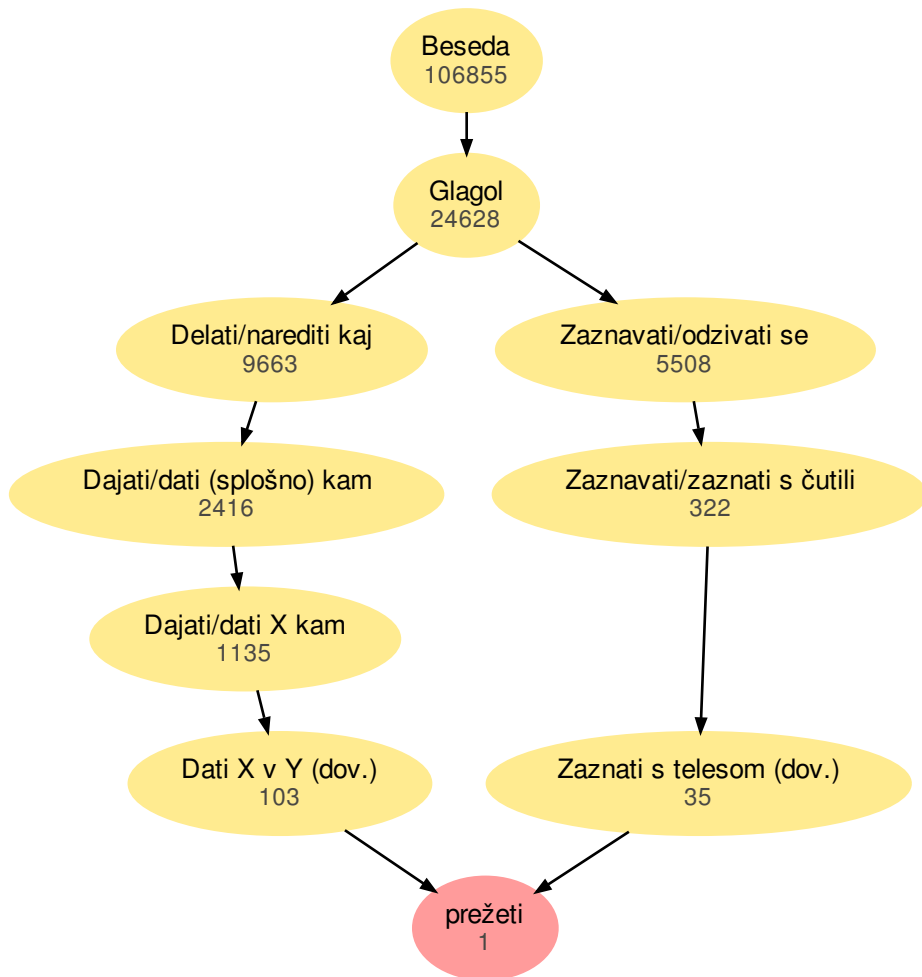 Beseda
106855
Glagol
24628
Delati/narediti kaj
9663
Zaznavati/odzivati se
5508
Dajati/dati (splošno) kam
2416
Zaznavati/zaznati s čutili
322
Dajati/dati X kam
1135
Dati X v Y (dov.)
103
Zaznati s telesom (dov.)
35
prežeti
1